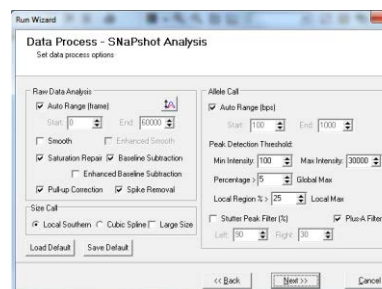 Run Wizard
Data Process - SNaPshot Analysis
Set data process options
Raw Data Analysis
Auto Range (frame)
Start: 0 End: 60000
Smooth Enhanced Smooth
Saturation Repair Baseline Subtraction
Enhanced Baseline Subtraction
Pull-up Correction Spike Removal
Size Call
Local Southern Cubic Spline Large Size
Load Default Save Default
Allele Call
Auto Range (bps)
Start: 100 End: 1000
Peak Detection Threshold:
Min Intensity: 100 Max Intensity: 30000
Percentage > 5 Global Max
Local Region % > 25 Local Max
Stutter Peak Filter (%) Plus-A Filter
Left: 90 Right: 30
<< Back Next >> Cancel